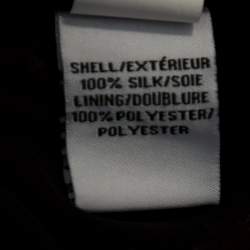 SHELL/EXTÉRIEUR
100% SILK/SOIE
LINING/DOUBLURE
100% POLYESTER/
POLYESTER